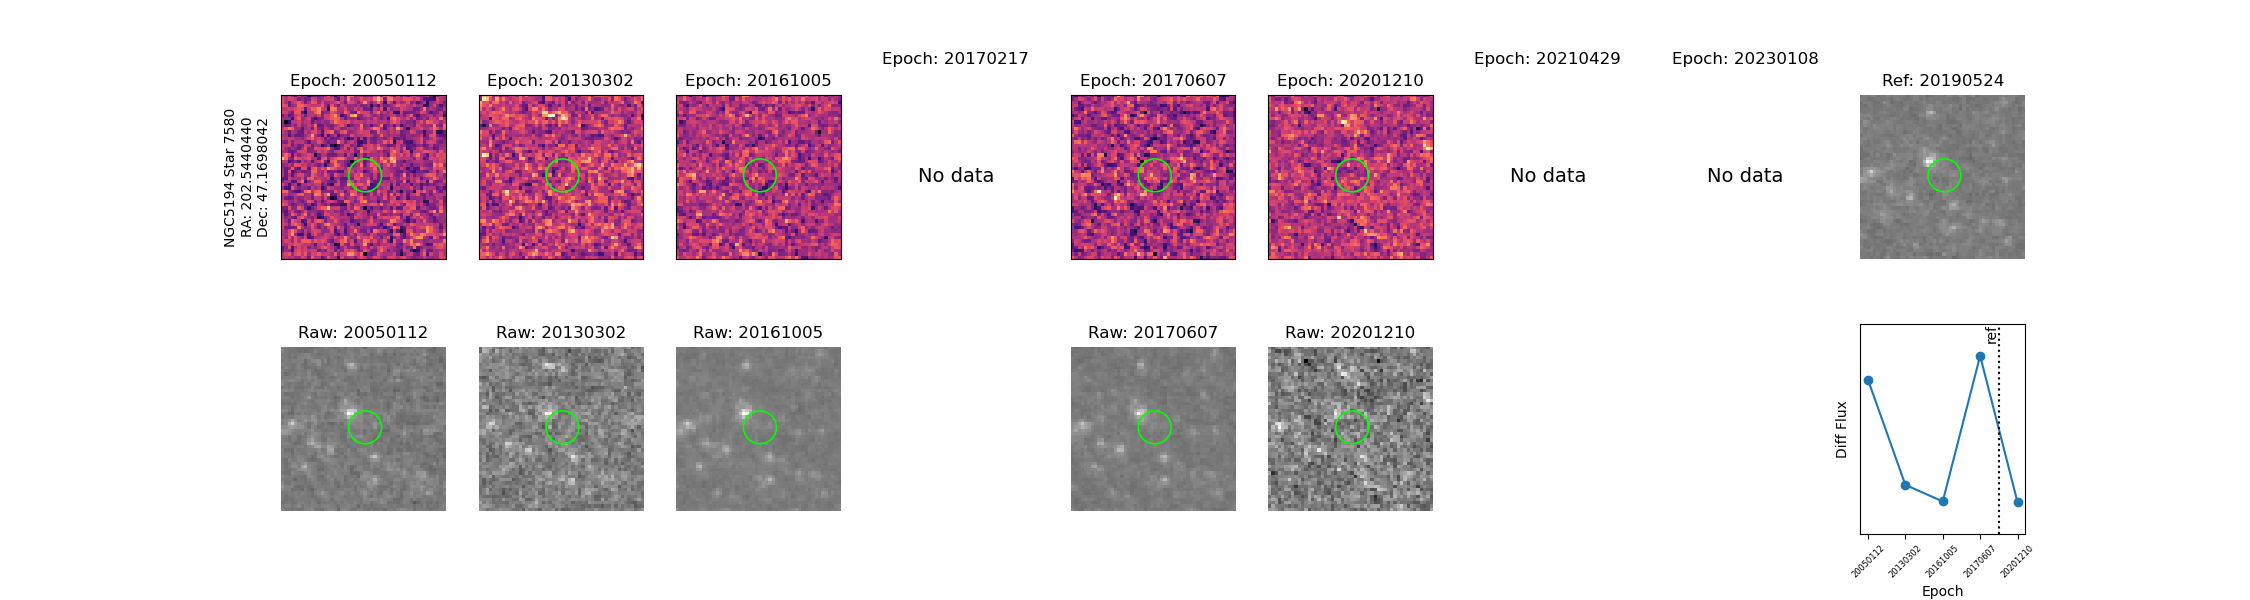 Epoch: 20170217
Epoch: 20210429
Epoch: 20230108
Epoch: 20050112
Epoch: 20130302
Epoch: 20161005
Epoch: 20170607
Epoch: 20201210
Ref: 20190524
NGC5194 Star 7580
RA: 202.5440440
Dec: 47.1698042
No data
No data
No data
Raw: 20050112
Raw: 20130302
Raw: 20161005
Raw: 20170607
Raw: 20201210
ref
Diff Flux
20050112
20130302
20161005
20170607
20201210
Epoch